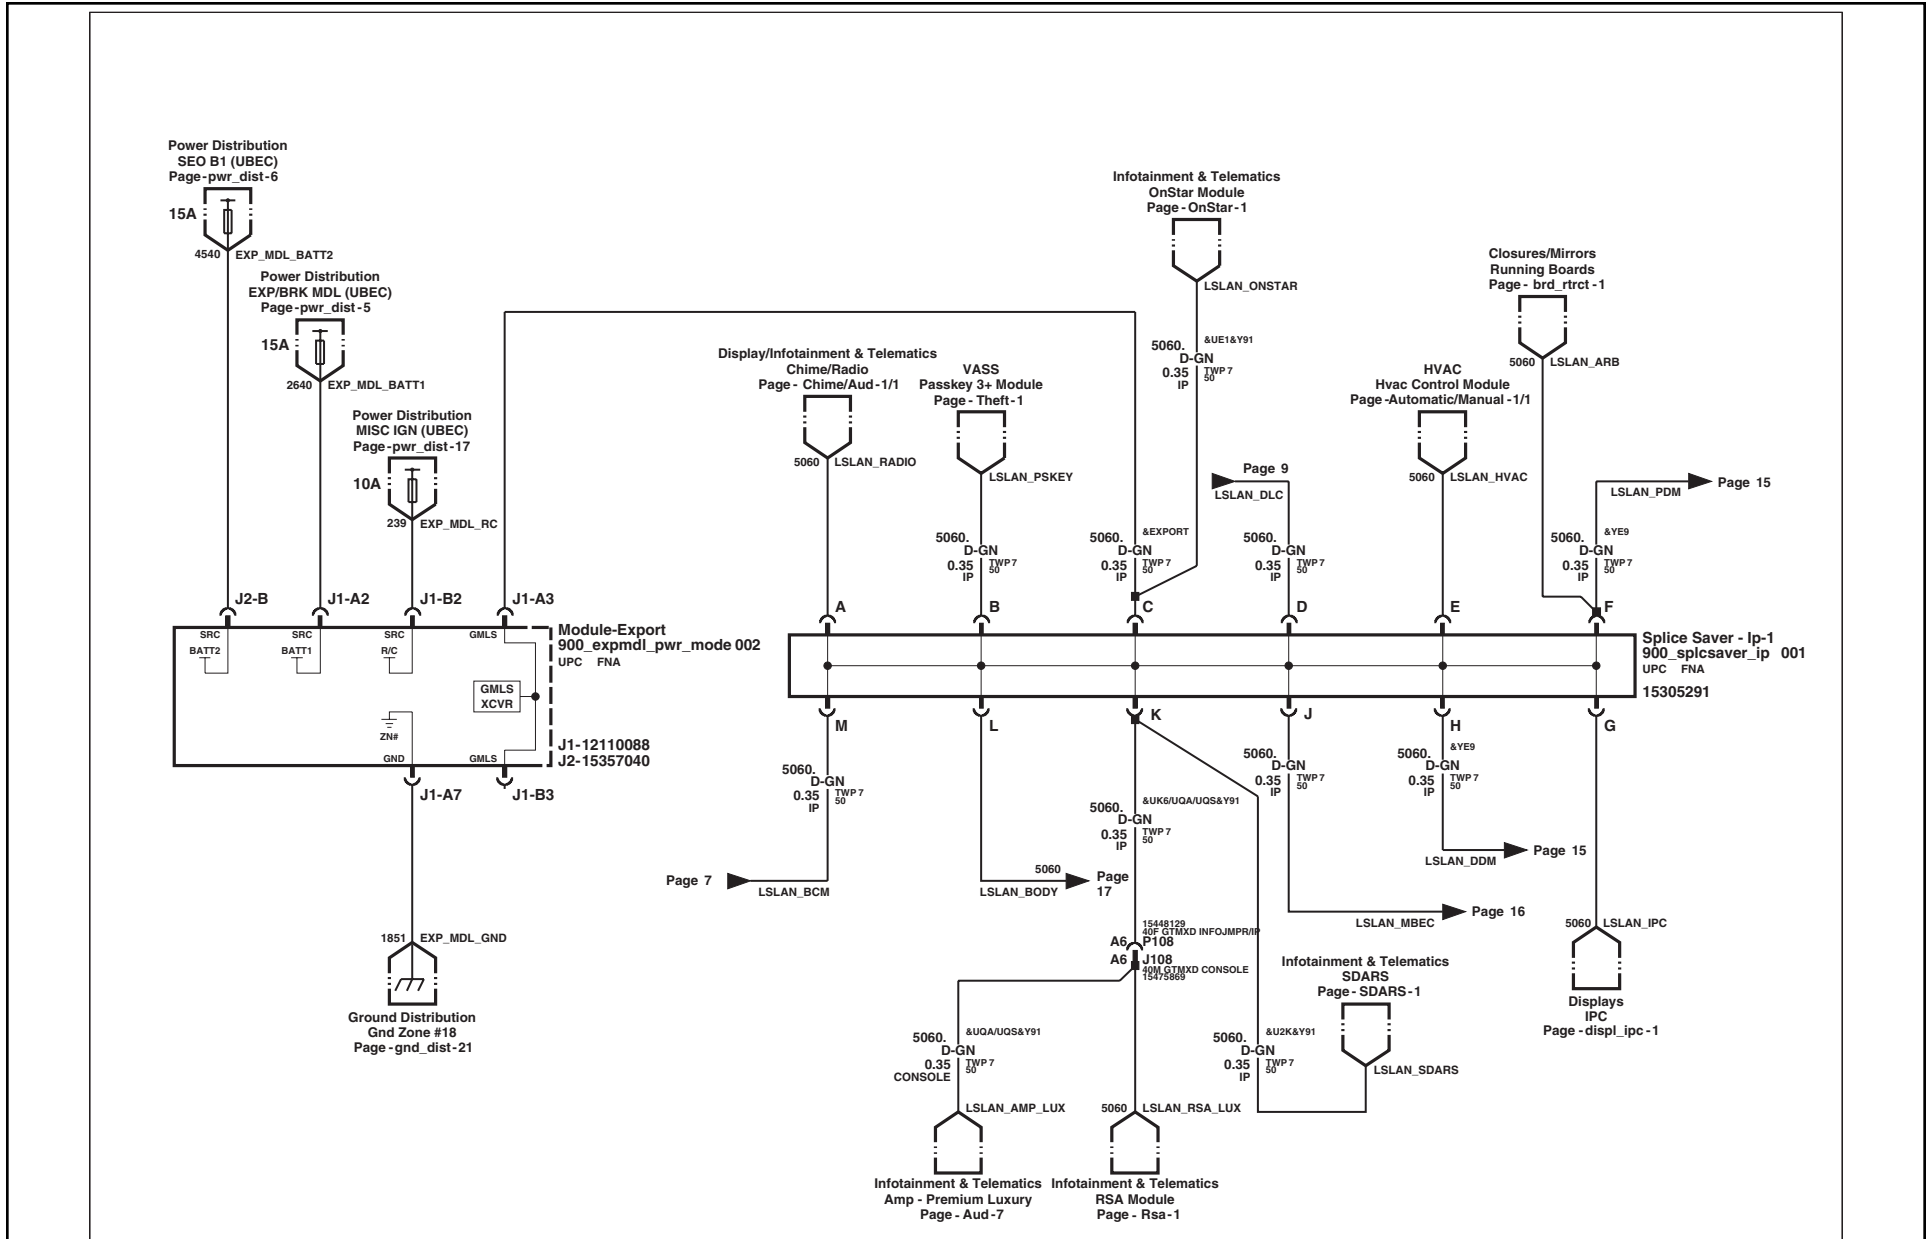 Power Distribution
SEO B1 (UBEC)
Page-pwr_dist-6
15A
4540
EXP_MDL_BATT2
Power Distribution
EXP/BRK MDL (UBEC)
Page-pwr_dist-5
15A
2640
EXP_MDL_BATT1
Power Distribution
MISC IGN (UBEC)
Page-pwr_dist-17
10A
239
EXP_MDL_RC
J2-B
J1-A2
J1-B2
J1-A3
SRC
BATT2
SRC
BATT1
SRC
R/C
GMLS
GMLS
XCVR
ZN#
GND
GMLS
Module-Export
900_expmdl_pwr_mode 002
UPC FNA
J1-12110088
J2-15357040
J1-A7
J1-B3
1851
EXP_MDL_GND
Ground Distribution
Gnd Zone #18
Page-gnd_dist-21
Display/Infotainment & Telematics
Chime/Radio
Page - Chime/Aud-1/1
5060
LSLAN_RADIO
VASS
Passkey 3+ Module
Page - Theft-1
LSLAN_PSKEY
5060.
D-GN
0.35
TWP 7
50
IP
Infotainment & Telematics
OnStar Module
Page - OnStar-1
LSLAN_ONSTAR
&UE1&Y91
5060.
D-GN
0.35
TWP 7
50
IP
&EXPORT
5060.
D-GN
0.35
TWP 7
50
IP
Page 9
LSLAN_DLC
5060.
D-GN
0.35
TWP 7
50
IP
HVAC
Hvac Control Module
Page -Automatic/Manual -1/1
5060
LSLAN_HVAC
Closures/Mirrors
Running Boards
Page - brd_rtrct-1
5060
LSLAN_ARB
LSLAN_PDM
Page 15
&YE9
5060.
D-GN
0.35
TWP 7
50
IP
A
B
C
D
E
F
Splice Saver - Ip-1
900_splcsaver_ip 001
UPC FNA
15305291
M
L
K
J
H
G
5060.
D-GN
0.35
TWP 7
50
IP
Page 7
LSLAN_BCM
5060
LSLAN_BODY
Page
17
&UK6/UQA/UQS&Y91
5060.
D-GN
0.35
TWP 7
50
IP
5060.
D-GN
0.35
TWP 7
50
IP
LSLAN_MBEC
Page 16
&YE9
5060.
D-GN
0.35
TWP 7
50
IP
LSLAN_DDM
Page 15
5060
LSLAN_IPC
Displays
IPC
Page -displ_ipc-1
15448129
40F GTMXD INFOJMPR/IP
A6
P108
A6
J108
40M GTMXD CONSOLE
15475869
&UQA/UQS&Y91
5060.
D-GN
0.35
TWP 7
50
CONSOLE
LSLAN_AMP_LUX
Infotainment & Telematics
Amp - Premium Luxury
Page - Aud-7
5060
LSLAN_RSA_LUX
Infotainment & Telematics
RSA Module
Page - Rsa-1
&U2K&Y91
5060.
D-GN
0.35
TWP 7
50
IP
Infotainment & Telematics
SDARS
Page - SDARS-1
LSLAN_SDARS